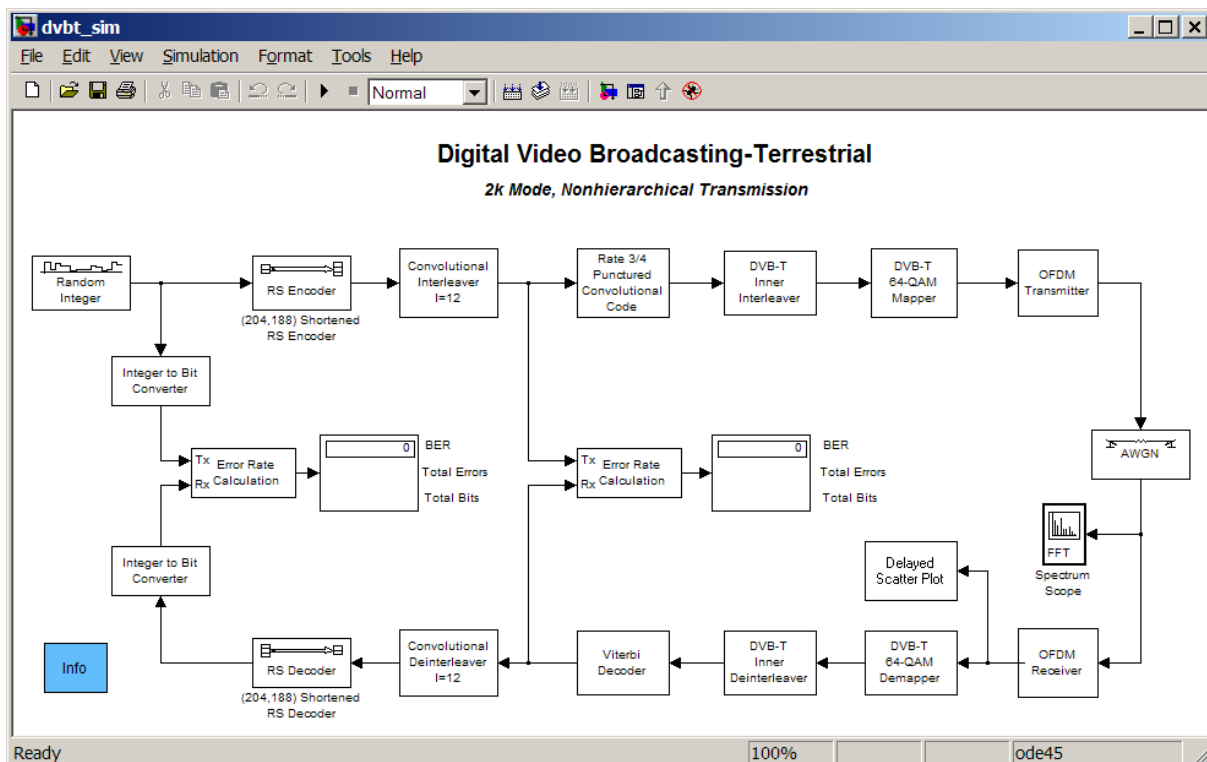 dvbt_sim
File Edit View Simulation Format Tools Help
Normal
Digital Video Broadcasting-Terrestrial
2k Mode, Nonhierarchical Transmission
Random
Integer
RS Encoder
(204,188) Shortened
RS Encoder
Convolutional
Interleaver
I=12
Rate 3/4
Punctured
Convolutional
Code
DVB-T
Inner
Interleaver
DVB-T
64-QAM
Mapper
OFDM
Transmitter
Integer to Bit
Converter
Tx
Rx
Error Rate
Calculation
0
BER
Total Errors
Total Bits
Tx
Rx
Error Rate
Calculation
0
BER
Total Errors
Total Bits
AWGN
FFT
Spectrum
Scope
Integer to Bit
Converter
Delayed
Scatter Plot
Info
RS Decoder
(204,188) Shortened
RS Decoder
Convolutional
Deinterleaver
I=12
Viterbi
Decoder
DVB-T
Inner
Deinterleaver
DVB-T
64-QAM
Demapper
OFDM
Receiver
Ready 100% ode45